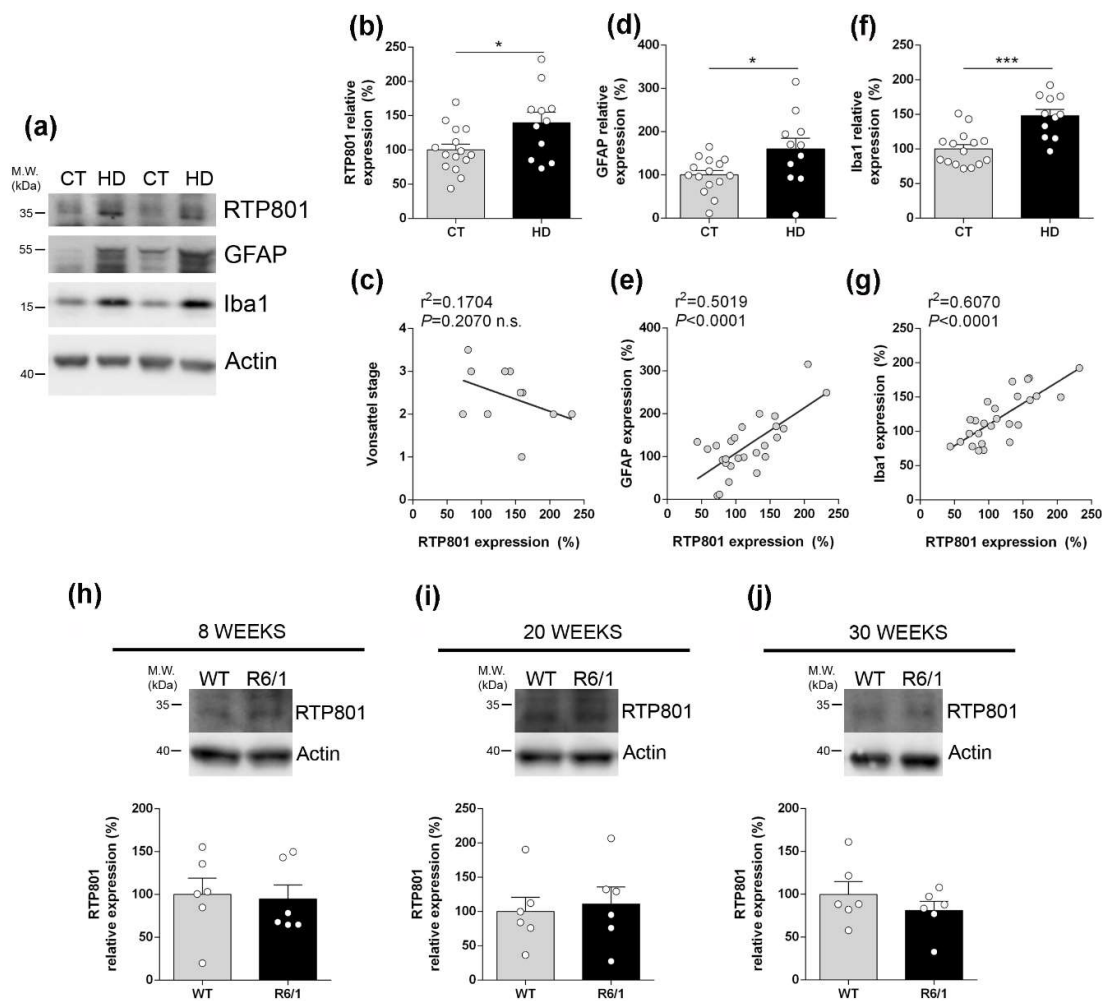 (a)
M.W.
(kDa)
CT HD CT HD
35
RTP801
55
GFAP
15
Iba1
40
Actin
(b)
RTP801 relative
expression (%)
250
200
150
100
50
0
*
CT HD
(d)
GFAP relative
expression (%)
400
300
200
100
0
*
CT HD
(f)
Iba1 relative
expression (%)
250
200
150
100
50
0
***
CT HD
(c)
r²=0.1704
P=0.2070 n.s.
Vonsattel stage
4
3
2
1
0
0 50 100 150 200 250
RTP801 expression (%)
(e)
r²=0.5019
P<0.0001
GFAP expression (%)
400
300
200
100
0
0 50 100 150 200 250
RTP801 expression (%)
(g)
r²=0.6070
P<0.0001
Iba1 expression (%)
250
200
150
100
50
0
0 50 100 150 200 250
RTP801 expression (%)
(h)
8 WEEKS
M.W.
(kDa)
WT R6/1
35
RTP801
40
Actin
RTP801
relative expression (%)
200
150
100
50
0
WT R6/1
(i)
20 WEEKS
M.W.
(kDa)
WT R6/1
35
RTP801
40
Actin
RTP801
relative expression (%)
250
200
150
100
50
0
WT R6/1
(j)
30 WEEKS
M.W.
(kDa)
WT R6/1
35
RTP801
40
Actin
RTP801
relative expression (%)
200
150
100
50
0
WT R6/1